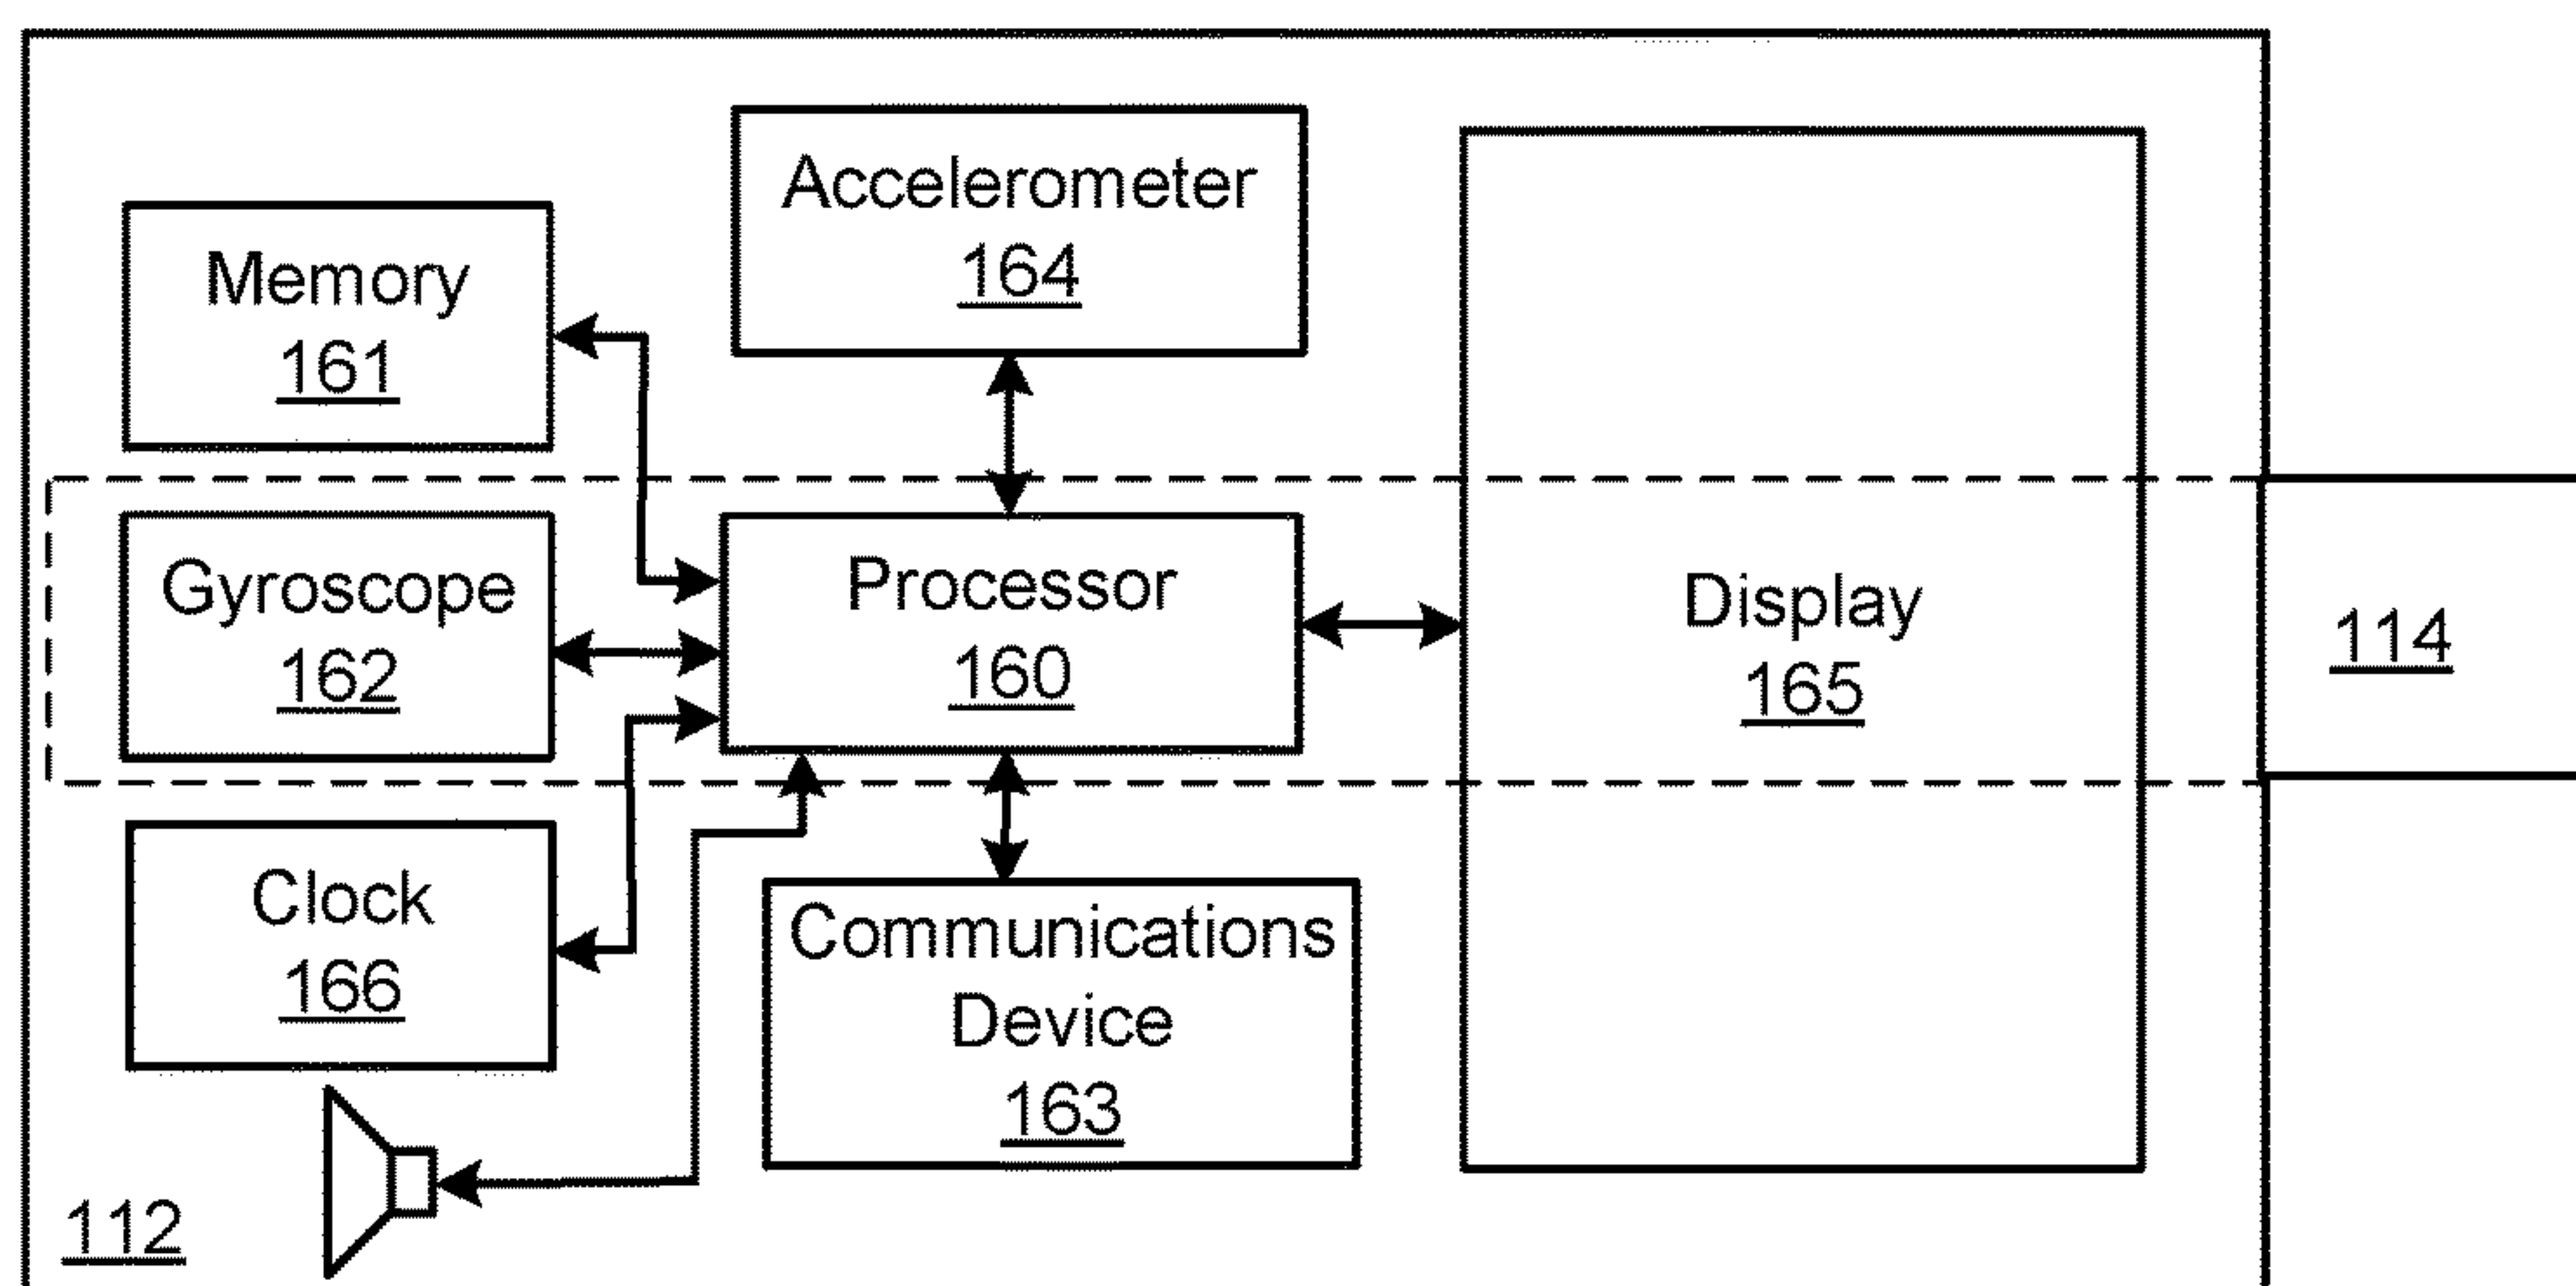 Accelerometer
164
Memory
161
Gyroscope
162
Processor
160
Display
165
114
Clock
166
Communications
Device
163
112